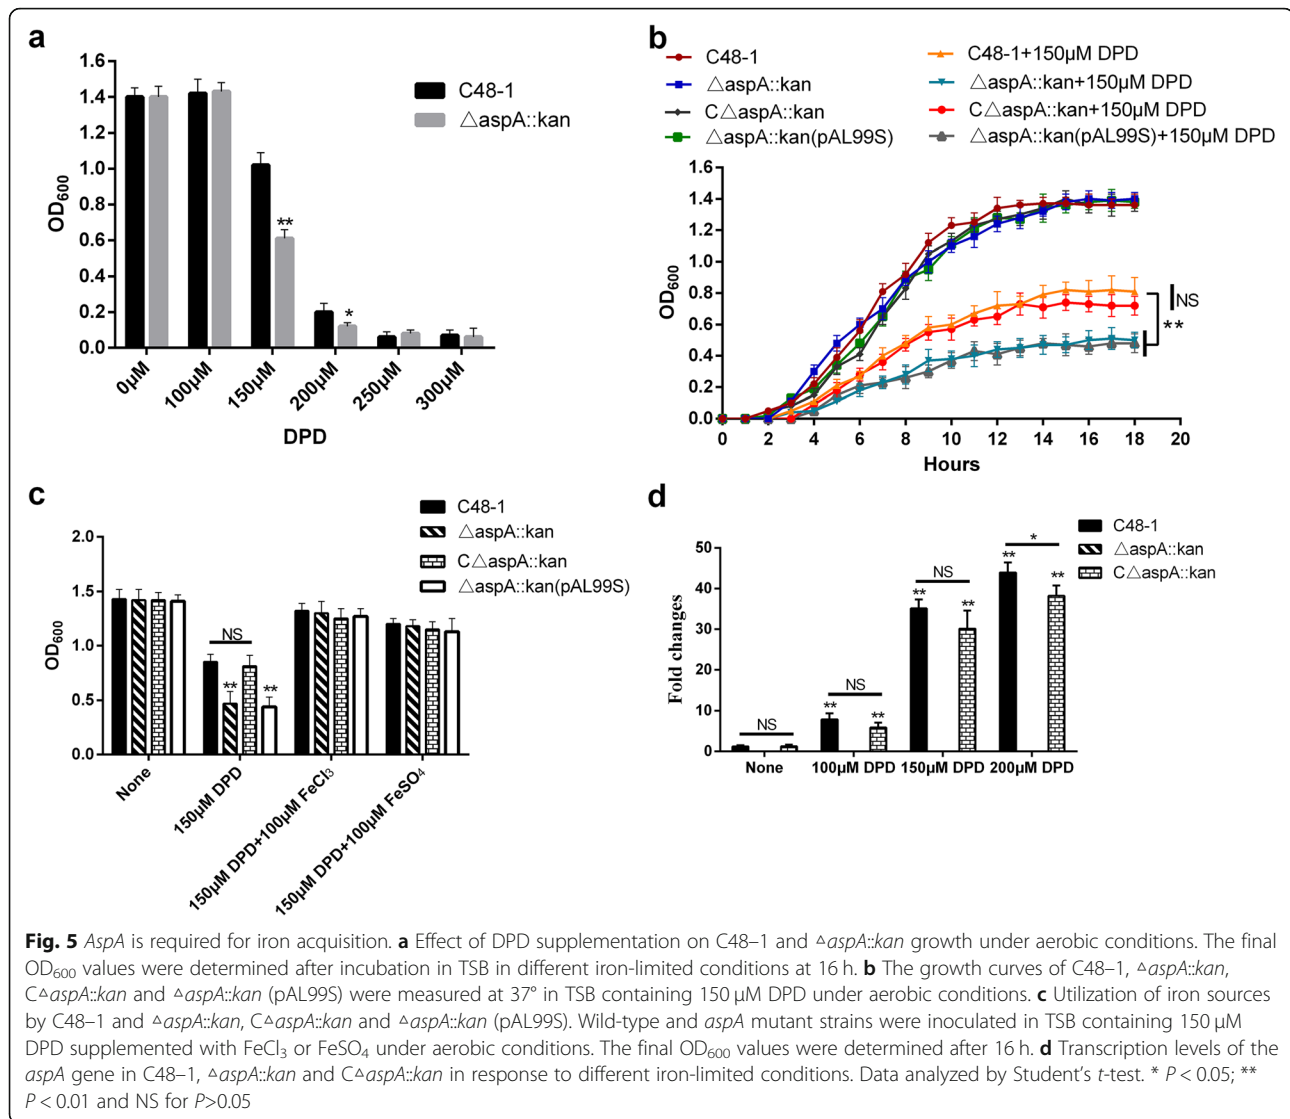 a
OD600
1.6
1.4
1.2
1.0
0.8
0.6
0.4
0.2
0.0
C48-1
△aspA::kan
**
*
0μM
100μM
150μM
200μM
250μM
300μM
DPD
b
C48-1
△aspA::kan
C△aspA::kan
△aspA::kan(pAL99S)
C48-1+150μM DPD
△aspA::kan+150μM DPD
C△aspA::kan+150μM DPD
△aspA::kan(pAL99S)+150μM DPD
OD600
1.6
1.4
1.2
1.0
0.8
0.6
0.4
0.2
0.0
NS
**
0 2 4 6 8 10 12 14 16 18 20
Hours
c
C48-1
△aspA::kan
C△aspA::kan
△aspA::kan(pAL99S)
OD600
2.0
1.5
1.0
0.5
0.0
NS
**
**
None
150μM DPD
150μM DPD+100μM FeCl3
150μM DPD+100μM FeSO4
d
C48-1
△aspA::kan
C△aspA::kan
Fold changes
50
40
30
20
10
0
NS
NS
** **
NS
** **
*
** **
None 100μM DPD 150μM DPD 200μM DPD
Fig. 5 AspA is required for iron acquisition. a Effect of DPD supplementation on C48–1 and △aspA::kan growth under aerobic conditions. The final
OD600 values were determined after incubation in TSB in different iron-limited conditions at 16 h. b The growth curves of C48–1, △aspA::kan,
C△aspA::kan and △aspA::kan (pAL99S) were measured at 37° in TSB containing 150 μM DPD under aerobic conditions. c Utilization of iron sources
by C48–1 and △aspA::kan, C△aspA::kan and △aspA::kan (pAL99S). Wild-type and aspA mutant strains were inoculated in TSB containing 150 μM
DPD supplemented with FeCl3 or FeSO4 under aerobic conditions. The final OD600 values were determined after 16 h. d Transcription levels of the
aspA gene in C48–1, △aspA::kan and C△aspA::kan in response to different iron-limited conditions. Data analyzed by Student’s t-test. * P < 0.05; **
P < 0.01 and NS for P>0.05